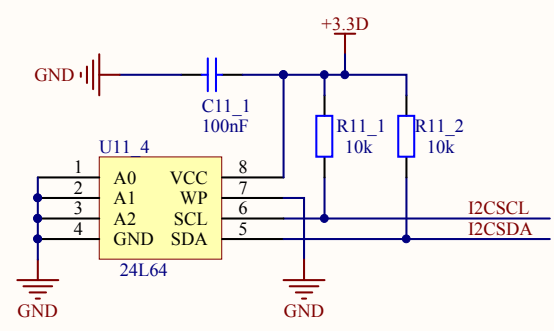 +3.3D
GND
C11_1
100nF
R11_1
10k
R11_2
10k
U11_4
1 A0 VCC 8
2 A1 WP 7
3 A2 SCL 6
4 GND SDA 5
I2CSCL
I2CSDA
24L64
GND
GND